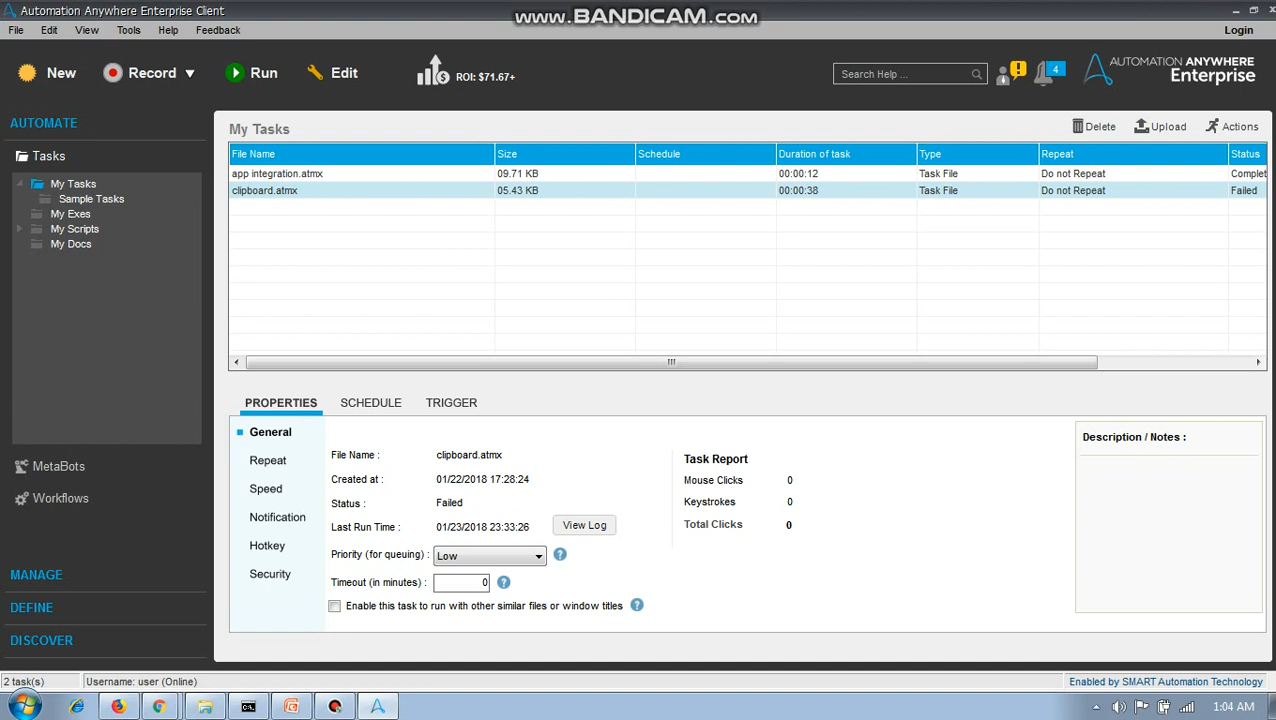 Automation Anywhere Enterprise Client
WWW.BANDICAM.COM
File Edit View Tools Help Feedback Login
New Record Run Edit ROI: $71.67+ Search Help ... 4 AUTOMATION ANYWHERE Enterprise
AUTOMATE
Tasks
My Tasks
Sample Tasks
My Exes
My Scripts
My Docs
MetaBots
Workflows
MANAGE
DEFINE
DISCOVER
My Tasks Delete Upload Actions
File Name Size Schedule Duration of task Type Repeat Status
app integration.atmx 09.71 KB 00:00:12 Task File Do not Repeat Complet
clipboard.atmx 05.43 KB 00:00:38 Task File Do not Repeat Failed
PROPERTIES SCHEDULE TRIGGER
General
Repeat
Speed
Notification
Hotkey
Security
File Name : clipboard.atmx
Created at : 01/22/2018 17:28:24
Status : Failed
Last Run Time : 01/23/2018 23:33:26 View Log
Priority (for queuing) : Low ?
Timeout (in minutes) : 0 ?
Enable this task to run with other similar files or window titles ?
Task Report
Mouse Clicks 0
Keystrokes 0
Total Clicks 0
Description / Notes :
2 task(s) Username: user (Online) Enabled by SMART Automation Technology
1:04 AM